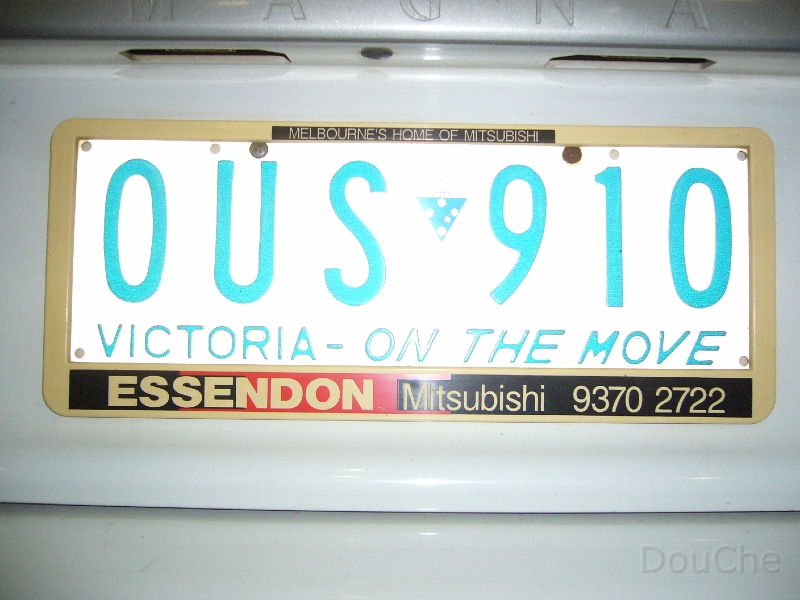 MAGNA
MELBOURNE'S HOME OF MITSUBISHI
OUS 910
VICTORIA - ON THE MOVE
ESSENDON Mitsubishi 9370 2722
DouChe